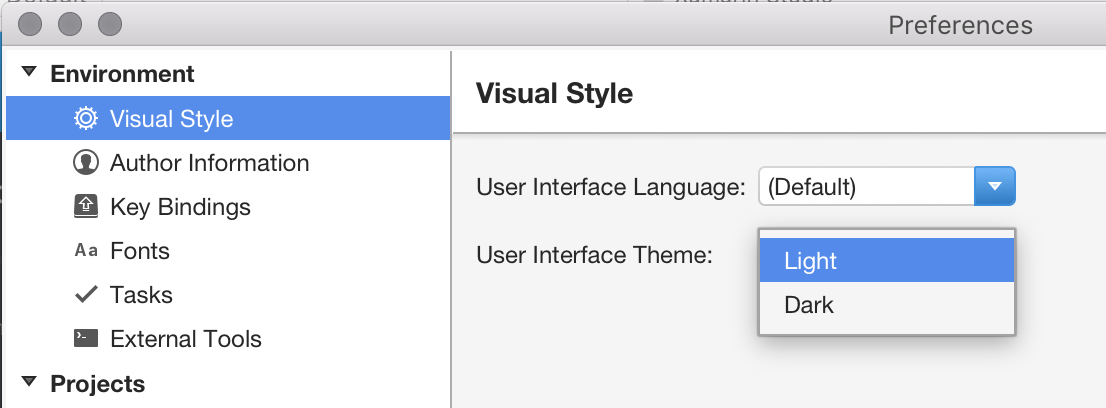 Preferences
Environment
Visual Style
Author Information
Key Bindings
Aa Fonts
Tasks
External Tools
Projects
Visual Style
User Interface Language: (Default)
User Interface Theme:
Light
Dark